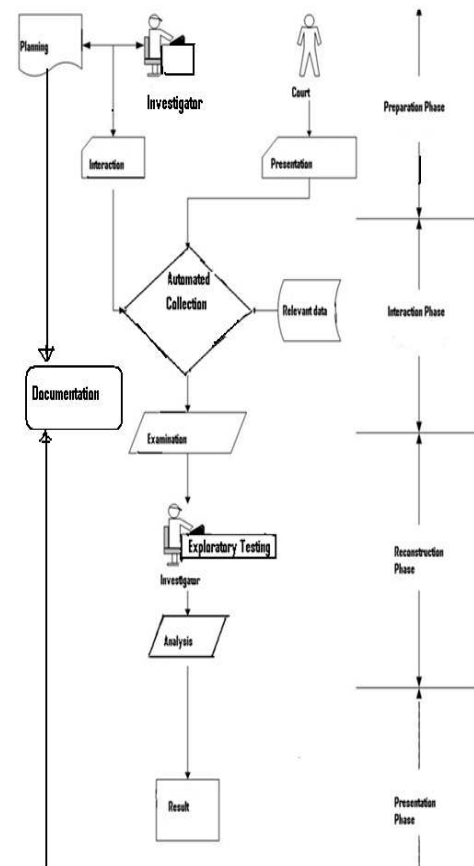 Planning
Investigator
Court
Preparation Phase
Interaction
Presentation
Automated
Collection
Relevant data
Interaction Phase
Documentation
Examination
Exploratory Testing
Investigator
Reconstruction
Phase
Analysis
Result
Presentation
Phase